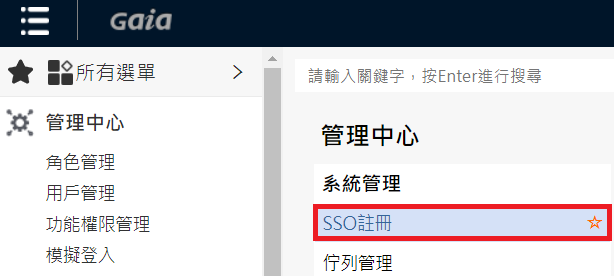 Gaia
所有選單
管理中心
角色管理
用戶管理
功能權限管理
模擬登入
請輸入關鍵字，按Enter進行搜尋
管理中心
系統管理
SSO註冊
佇列管理